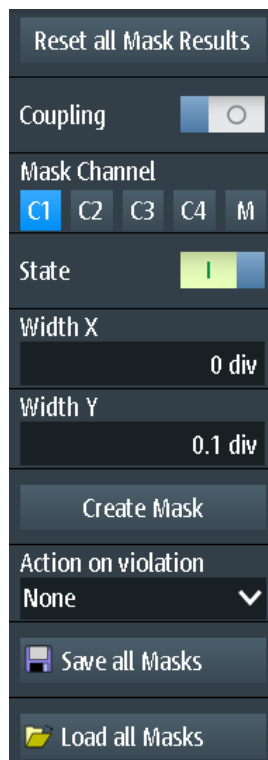 Reset all Mask Results
Coupling
Mask Channel
C1 C2 C3 C4 M
State
Width X
0 div
Width Y
0.1 div
Create Mask
Action on violation
None
Save all Masks
Load all Masks